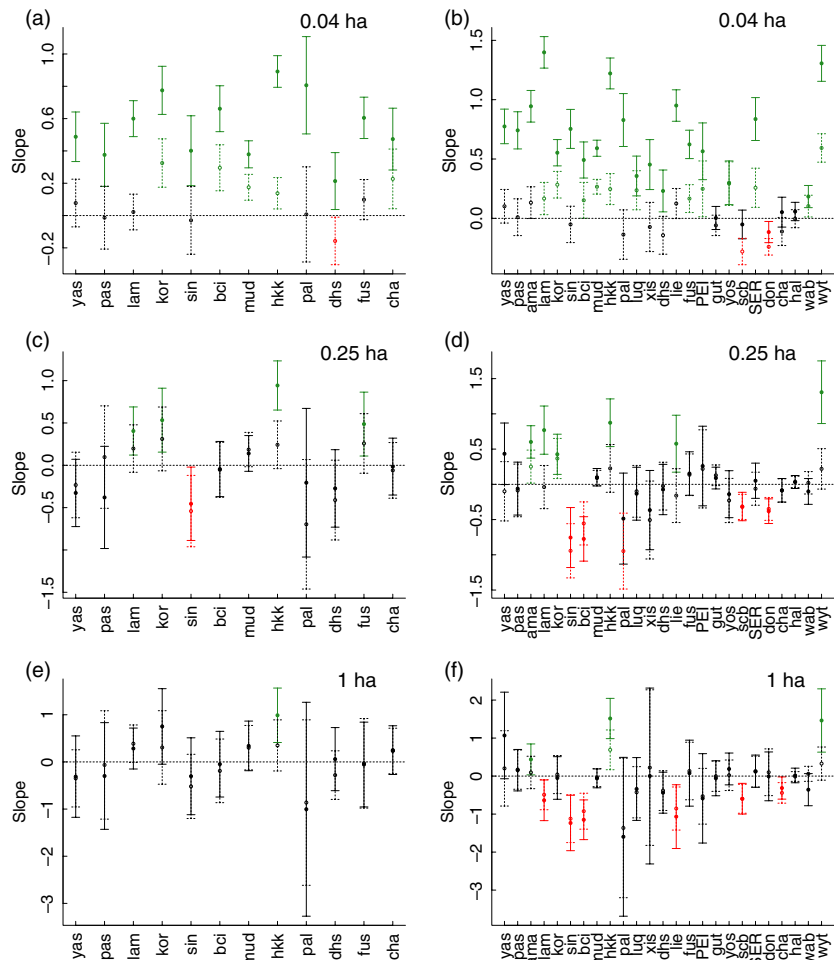 (a) 0.04 ha
Slope
1.0
0.6
0.2
−0.2
yas pas lam kor sin bci mud hkk pal dhs fus cha
(b) 0.04 ha
Slope
1.5
1.0
0.5
0.0
yas pas ama lam kor sin bci mud hkk pal luq xis dhs lie fus PEI gut yos scb SER don cha hal wab wyt
(c) 0.25 ha
Slope
1.0
0.5
0.0
−0.5
−1.5
yas pas lam kor sin bci mud hkk pal dhs fus cha
(d) 0.25 ha
Slope
1.5
0.5
−0.5
−1.5
yas pas ama lam kor sin bci mud hkk pal luq xis dhs lie fus PEI gut yos scb SER don cha hal wab wyt
(e) 1 ha
Slope
1
0
−1
−2
−3
yas pas lam kor sin bci mud hkk pal dhs fus cha
(f) 1 ha
Slope
2
1
0
−1
−2
−3
yas pas ama lam kor sin bci mud hkk pal luq xis dhs lie fus PEI gut yos scb SER don cha hal wab wyt